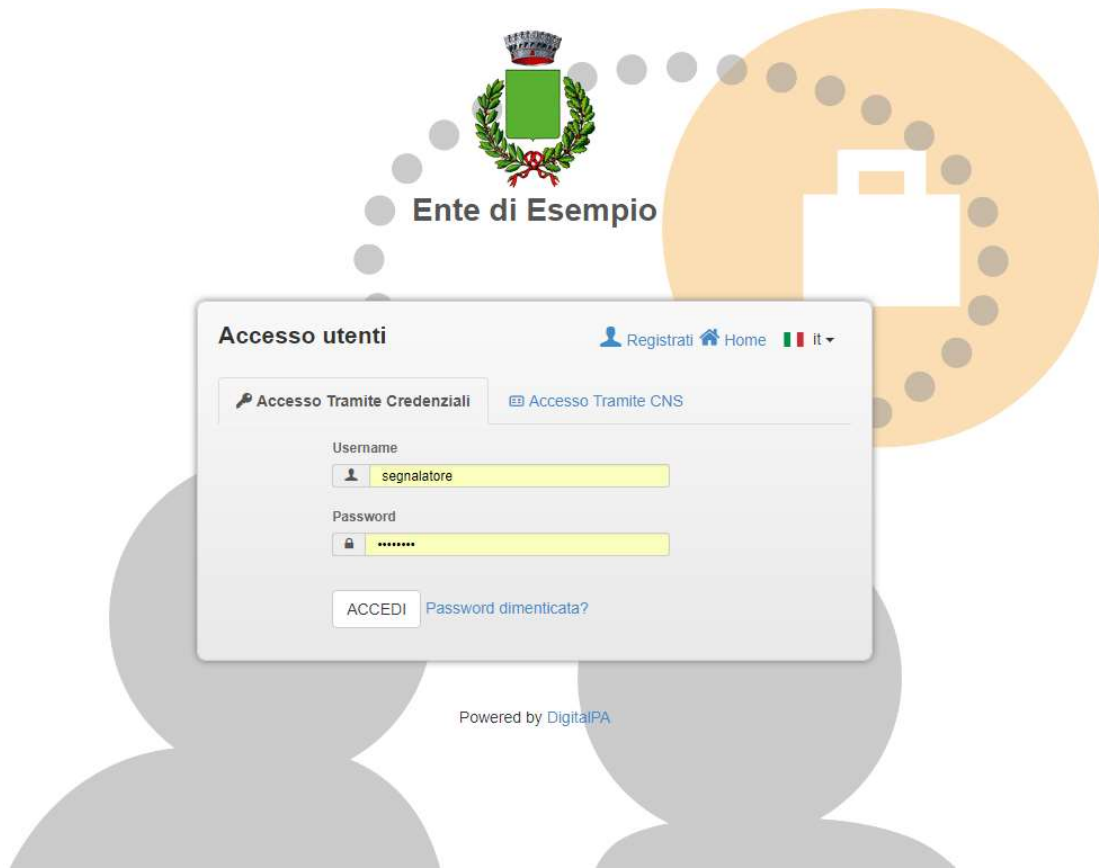 Ente di Esempio
Accesso utenti
Registrati Home it
Accesso Tramite Credenziali Accesso Tramite CNS
Username
segnalatore
Password
••••••••
ACCEDI Password dimenticata?
Powered by DigitalPA